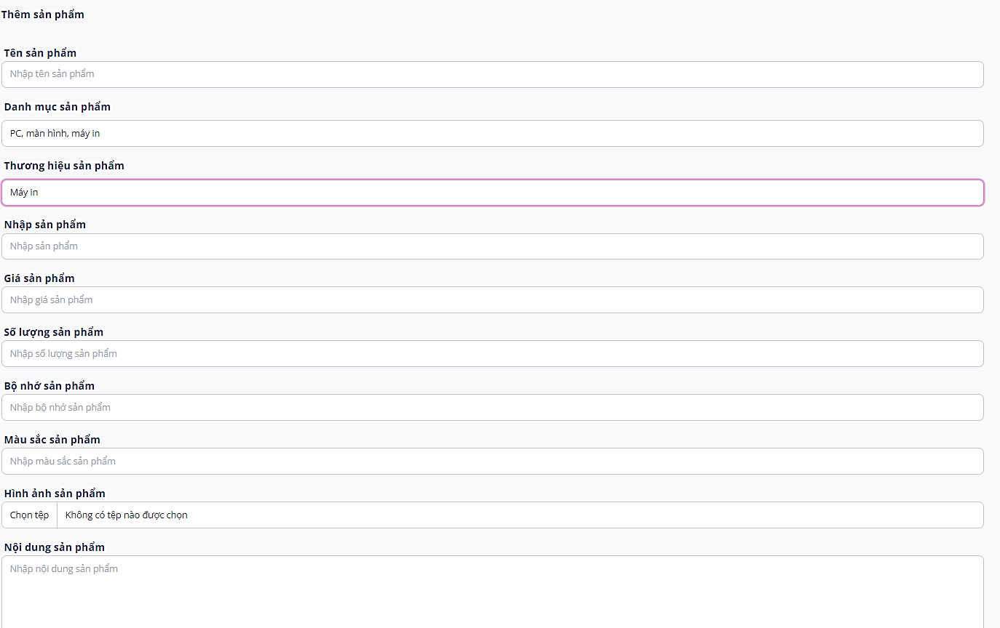 Thêm sản phẩm
Tên sản phẩm
Nhập tên sản phẩm
Danh mục sản phẩm
PC, màn hình, máy in
Thương hiệu sản phẩm
Máy in
Nhập sản phẩm
Nhập sản phẩm
Giá sản phẩm
Nhập giá sản phẩm
Số lượng sản phẩm
Nhập số lượng sản phẩm
Bộ nhớ sản phẩm
Nhập bộ nhớ sản phẩm
Màu sắc sản phẩm
Nhập màu sắc sản phẩm
Hình ảnh sản phẩm
Chọn tệp Không có tệp nào được chọn
Nội dung sản phẩm
Nhập nội dung sản phẩm